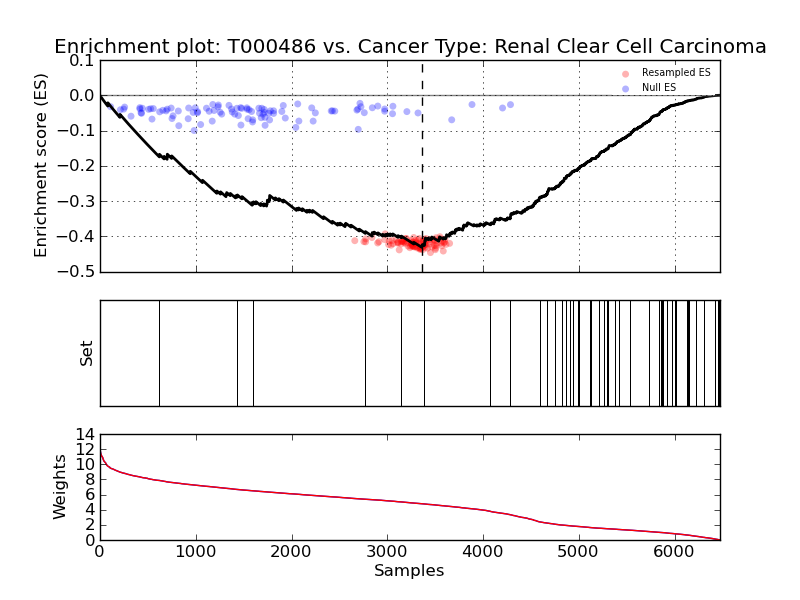 Enrichment plot: T000486 vs. Cancer Type: Renal Clear Cell Carcinoma
Enrichment score (ES)
0.1
0.0
−0.1
−0.2
−0.3
−0.4
−0.5
Resampled ES
Null ES
Set
Weights
14
12
10
8
6
4
2
0
0 1000 2000 3000 4000 5000 6000
Samples